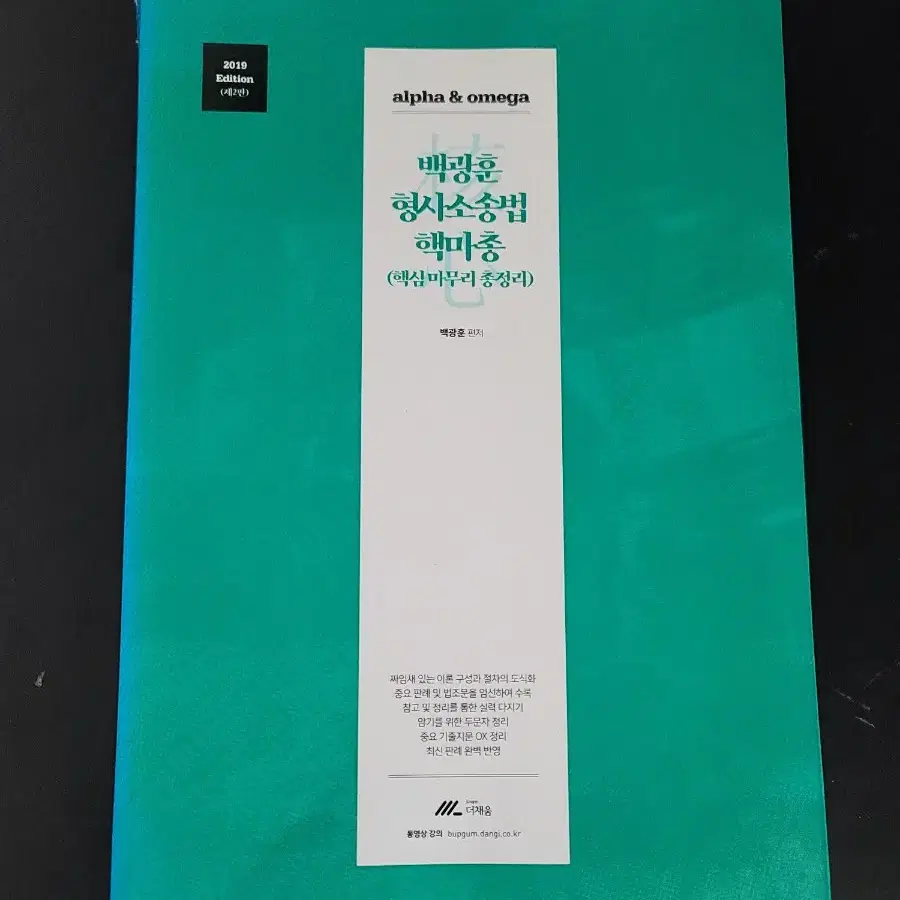 2019
Edition
(제2판)
alpha & omega
백광훈
형사소송법
핵마총
(핵심 마무리 총정리)
백광훈 편저
짜임새 있는 이론 구성과 절차의 도식화
중요 판례 및 법조문을 엄선하여 수록
참고 및 정리를 통한 실력 다지기
암기를 위한 두문자 정리
중요 기출지문 OX 정리
최신 판례 완벽 반영
더채움
동영상 강의 bupgum.dangi.co.kr